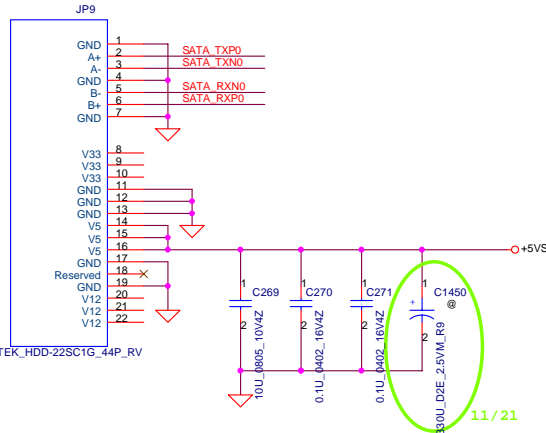 JP9
GND 1
A+ 2 SATA_TXP0
A- 3 SATA_TXN0
GND 4
B- 5 SATA_RXN0
B+ 6 SATA_RXP0
GND 7
V33 8
V33 9
V33 10
GND 11
GND 12
GND 13
V5 14
V5 15
V5 16
+5VS
GND 17
Reserved 18
GND 19
V12 20
V12 21
V12 22
1 C269 2
10U_0805_10V4Z
1 C270 2
0.1U_0402_16V4Z
1 C271 2
0.1U_0402_16V4Z
1 C1450 + @ 2
330U_D2E_2.5VM_R9
11/21
TEK_HDD-22SC1G_44P_RV